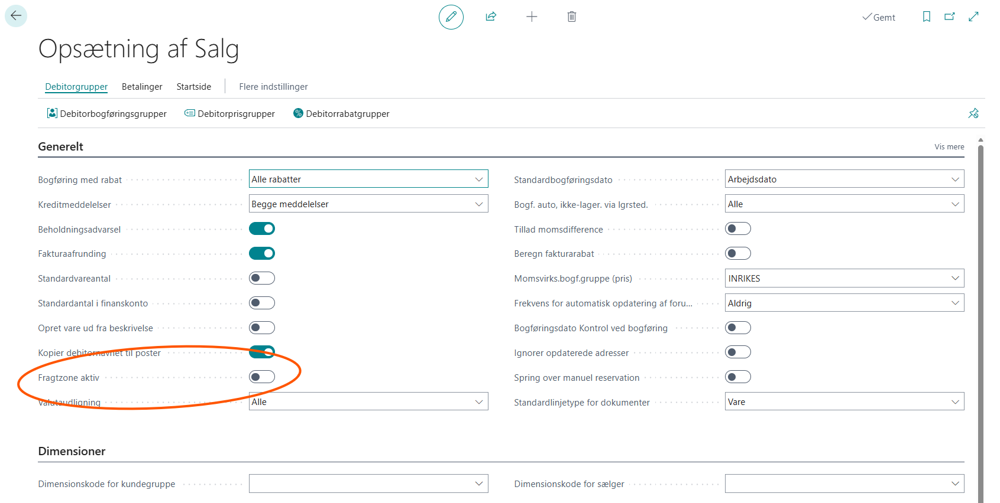 Gemt
Opsætning af Salg
Debitorgrupper Betalinger Startside Flere indstillinger
Debitorbogføringsgrupper Debitorprisgrupper Debitorrabatgrupper
Generelt Vis mere
Bogføring med rabat Alle rabatter Standardbogføringsdato Arbejdsdato
Kreditmeddelelser Begge meddelelser Bogf. auto, ikke-lager. via lgrsted. Alle
Beholdningsadvarsel Tillad momsdifference
Fakturaafrunding Beregn fakturarabat
Standardvareantal Momsvirks.bogf.gruppe (pris) INRIKES
Standardantal i finanskonto Frekvens for automatisk opdatering af foru... Aldrig
Opret vare ud fra beskrivelse Bogføringsdato Kontrol ved bogføring
Kopier debitornavnet til poster Ignorer opdaterede adresser
Fragtzone aktiv Spring over manuel reservation
Valutaudligning Alle Standardlinjetype for dokumenter Vare
Dimensioner
Dimensionskode for kundegruppe Dimensionskode for sælger